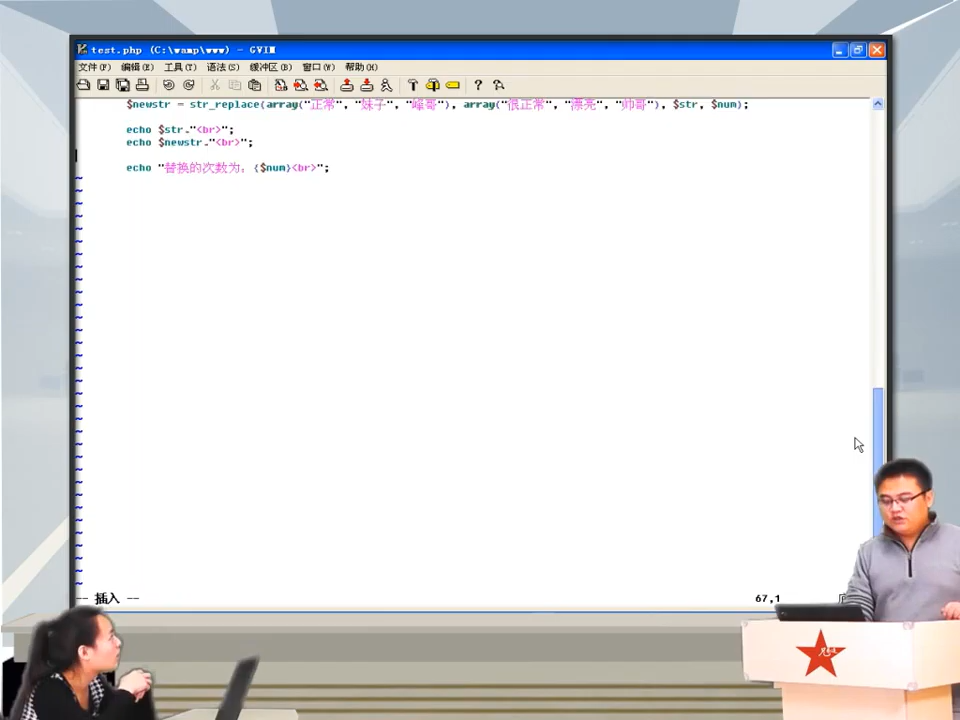 test.php (C:\wamp\www) - GVIM
文件(F) 编辑(E) 工具(T) 语法(S) 缓冲区(B) 窗口(W) 帮助(H)
$newstr = str_replace(array("正常", "妹子", "峰哥"), array("很正常", "漂亮", "帅哥"), $str, $num);
echo $str."<br>";
echo $newstr."<br>";
echo "替换的次数为：{$num}<br>";
-- 插入 --
67,1